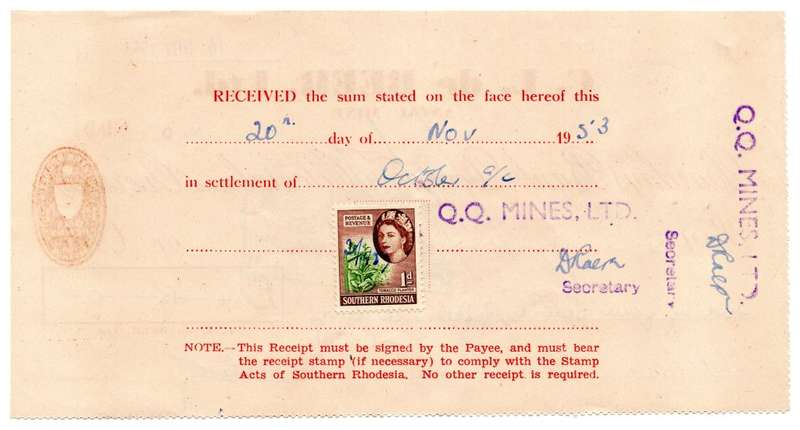 RECEIVED the sum stated on the face hereof this
20th day of Nov 1953
in settlement of October a/c
Q.Q. MINES, LTD.
POSTAGE & REVENUE
1d
TOBACCO PLANTER
SOUTHERN RHODESIA
Secretary
Q.Q. MINES, LTD.
Secretary
NOTE.—This Receipt must be signed by the Payee, and must bear
the receipt stamp (if necessary) to comply with the Stamp
Acts of Southern Rhodesia. No other receipt is required.